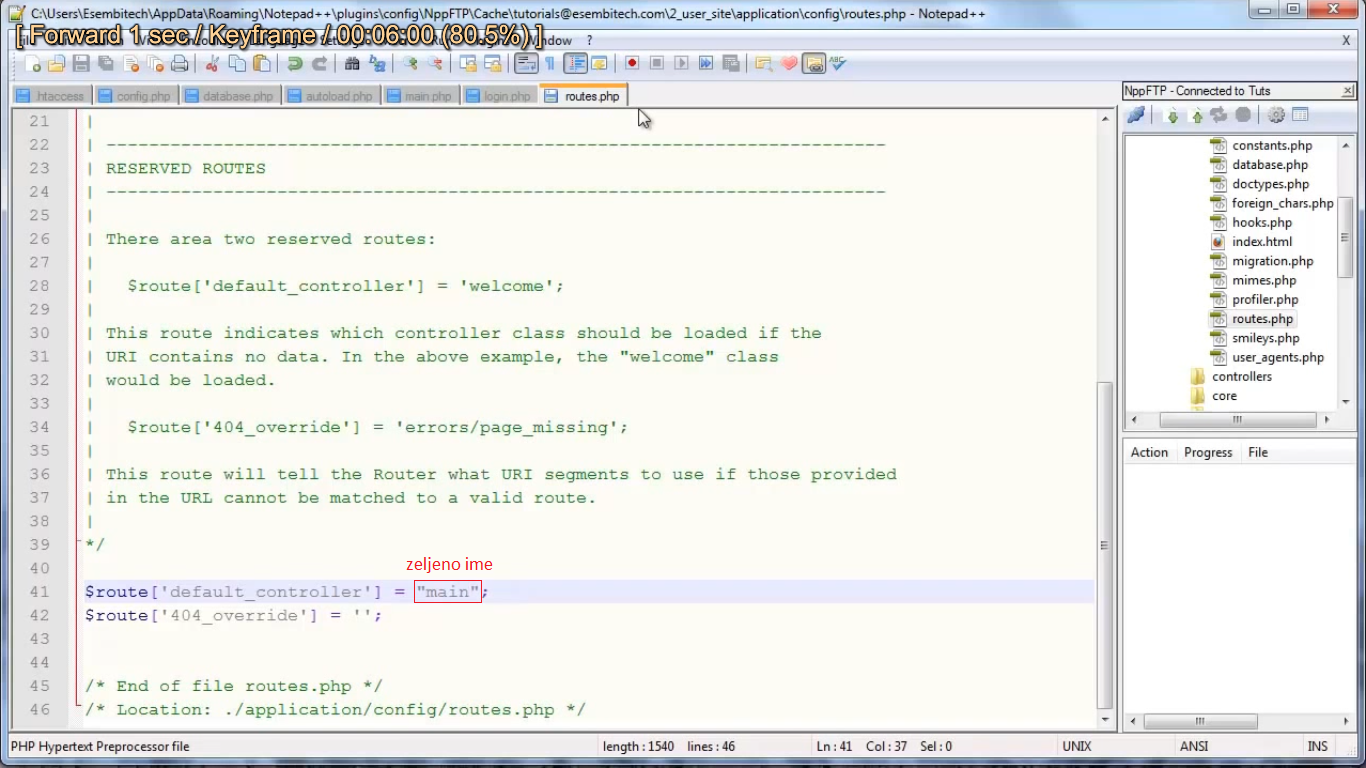 C:\Users\Esembitech\AppData\Roaming\Notepad++\plugins\config\NppFTP\Cache\tutorials@esembitech.com\2_user_site\application\config\routes.php - Notepad++
[ Forward 1 sec / Keyframe / 00:06:00 (80.5%) ]
Window ? X
.htaccess config.php database.php autoload.php main.php login.php routes.php
21 |
22 | -------------------------------------------------------------------------
23 | RESERVED ROUTES
24 | -------------------------------------------------------------------------
25 |
26 | There area two reserved routes:
27 |
28 | $route['default_controller'] = 'welcome';
29 |
30 | This route indicates which controller class should be loaded if the
31 | URI contains no data. In the above example, the "welcome" class
32 | would be loaded.
33 |
34 | $route['404_override'] = 'errors/page_missing';
35 |
36 | This route will tell the Router what URI segments to use if those provided
37 | in the URL cannot be matched to a valid route.
38 |
39 */
40
zeljeno ime
41 $route['default_controller'] = "main";
42 $route['404_override'] = '';
43
44
45 /* End of file routes.php */
46 /* Location: ./application/config/routes.php */
NppFTP - Connected to Tuts
constants.php
database.php
doctypes.php
foreign_chars.php
hooks.php
index.html
migration.php
mimes.php
profiler.php
routes.php
smileys.php
user_agents.php
controllers
core
Action Progress File
PHP Hypertext Preprocessor file length : 1540 lines : 46 Ln : 41 Col : 37 Sel : 0 UNIX ANSI INS